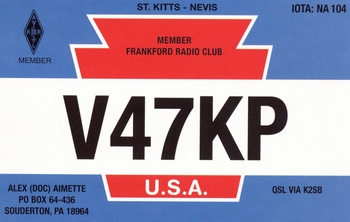 ST. KITTS - NEVIS
IOTA: NA 104
MEMBER
FRANKFORD RADIO CLUB
MEMBER
V47KP
U.S.A.
ALEX (DOC) AIMETTE
PO BOX 64-436
SOUDERTON, PA 18964
QSL VIA K2SB